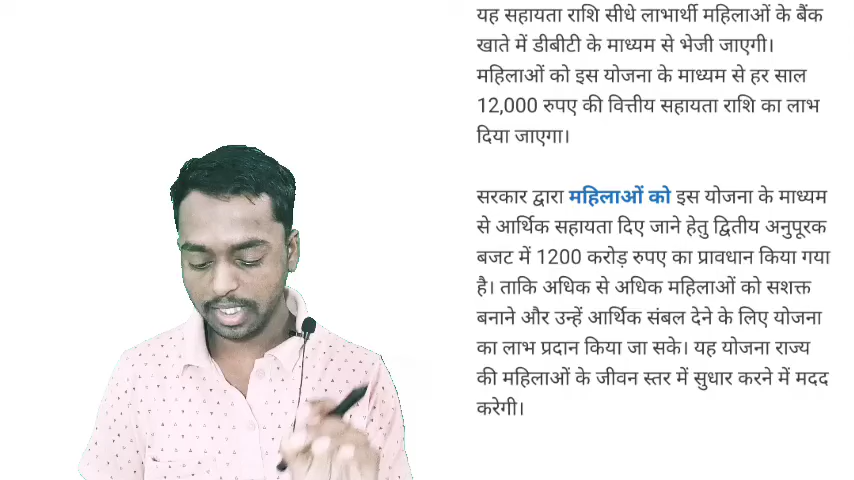 यह सहायता राशि सीधे लाभार्थी महिलाओं के बैंक
खाते में डीबीटी के माध्यम से भेजी जाएगी।
महिलाओं को इस योजना के माध्यम से हर साल
12,000 रुपए की वित्तीय सहायता राशि का लाभ
दिया जाएगा।
सरकार द्वारा महिलाओं को इस योजना के माध्यम
से आर्थिक सहायता दिए जाने हेतु द्वितीय अनुपूरक
बजट में 1200 करोड़ रुपए का प्रावधान किया गया
है। ताकि अधिक से अधिक महिलाओं को सशक्त
बनाने और उन्हें आर्थिक संबल देने के लिए योजना
का लाभ प्रदान किया जा सके। यह योजना राज्य
की महिलाओं के जीवन स्तर में सुधार करने में मदद
करेगी।